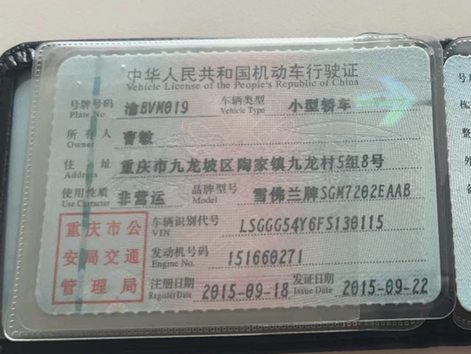 中华人民共和国机动车行驶证
Vehicle License of the People's Republic of China
号牌号码 渝BVM019 车辆类型 小型轿车
Plate No. Vehicle Type
所有人 曹敏
Owner
住址 重庆市九龙坡区陶家镇九龙村5组8号
Address
使用性质 非营运 品牌型号 雪佛兰牌SGM7202EAAB
Use Character Model
重庆市公安局交通管理局
车辆识别代号 LSGGG54Y6FS130115
VIN
发动机号码 151660271
Engine No.
注册日期 2015-09-18 发证日期 2015-09-22
Register Date Issue Date